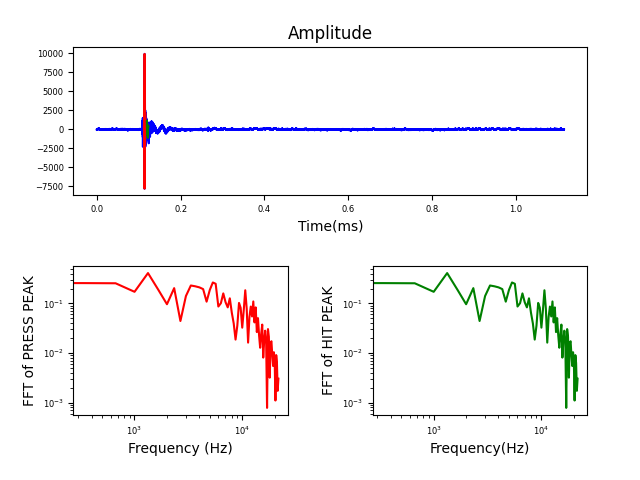 Amplitude
10000
7500
5000
2500
0
−2500
−5000
−7500
0.0 0.2 0.4 0.6 0.8 1.0
Time(ms)
FFT of PRESS PEAK
10⁻¹
10⁻²
10⁻³
10³ 10⁴
Frequency (Hz)
FFT of HIT PEAK
10⁻¹
10⁻²
10⁻³
10³ 10⁴
Frequency(Hz)